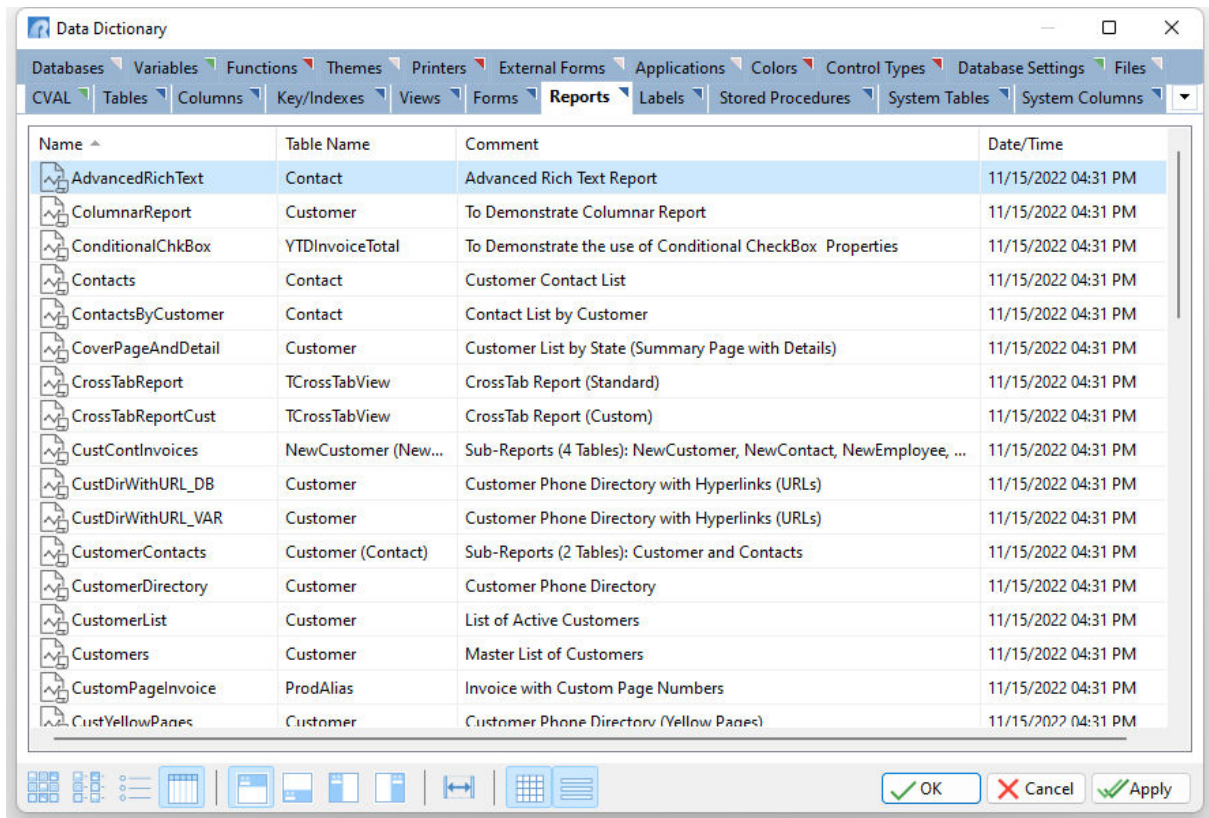 Data Dictionary
Databases Variables Functions Themes Printers External Forms Applications Colors Control Types Database Settings Files
CVAL Tables Columns Key/Indexes Views Forms Reports Labels Stored Procedures System Tables System Columns
Name Table Name Comment Date/Time
AdvancedRichText Contact Advanced Rich Text Report 11/15/2022 04:31 PM
ColumnarReport Customer To Demonstrate Columnar Report 11/15/2022 04:31 PM
ConditionalChkBox YTDInvoiceTotal To Demonstrate the use of Conditional CheckBox  Properties 11/15/2022 04:31 PM
Contacts Contact Customer Contact List 11/15/2022 04:31 PM
ContactsByCustomer Contact Contact List by Customer 11/15/2022 04:31 PM
CoverPageAndDetail Customer Customer List by State (Summary Page with Details) 11/15/2022 04:31 PM
CrossTabReport TCrossTabView CrossTab Report (Standard) 11/15/2022 04:31 PM
CrossTabReportCust TCrossTabView CrossTab Report (Custom) 11/15/2022 04:31 PM
CustContInvoices NewCustomer (New... Sub-Reports (4 Tables): NewCustomer, NewContact, NewEmployee, ... 11/15/2022 04:31 PM
CustDirWithURL_DB Customer Customer Phone Directory with Hyperlinks (URLs) 11/15/2022 04:31 PM
CustDirWithURL_VAR Customer Customer Phone Directory with Hyperlinks (URLs) 11/15/2022 04:31 PM
CustomerContacts Customer (Contact) Sub-Reports (2 Tables): Customer and Contacts 11/15/2022 04:31 PM
CustomerDirectory Customer Customer Phone Directory 11/15/2022 04:31 PM
CustomerList Customer List of Active Customers 11/15/2022 04:31 PM
Customers Customer Master List of Customers 11/15/2022 04:31 PM
CustomPageInvoice ProdAlias Invoice with Custom Page Numbers 11/15/2022 04:31 PM
CustYellowPages Customer Customer Phone Directory (Yellow Pages) 11/15/2022 04:31 PM
OK Cancel Apply